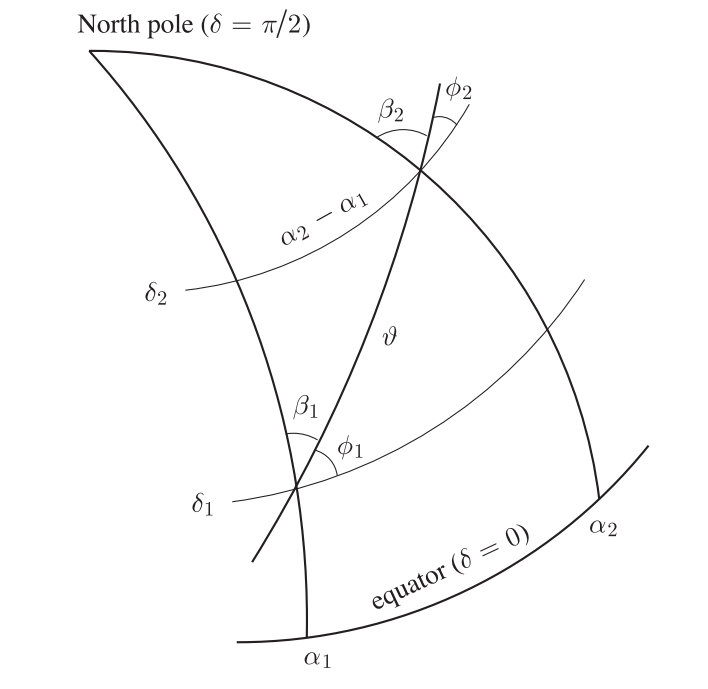 North pole (δ = π/2)
ϕ₂
β₂
α₂ − α₁
δ₂
ϑ
β₁
ϕ₁
δ₁
equator (δ = 0)
α₂
α₁